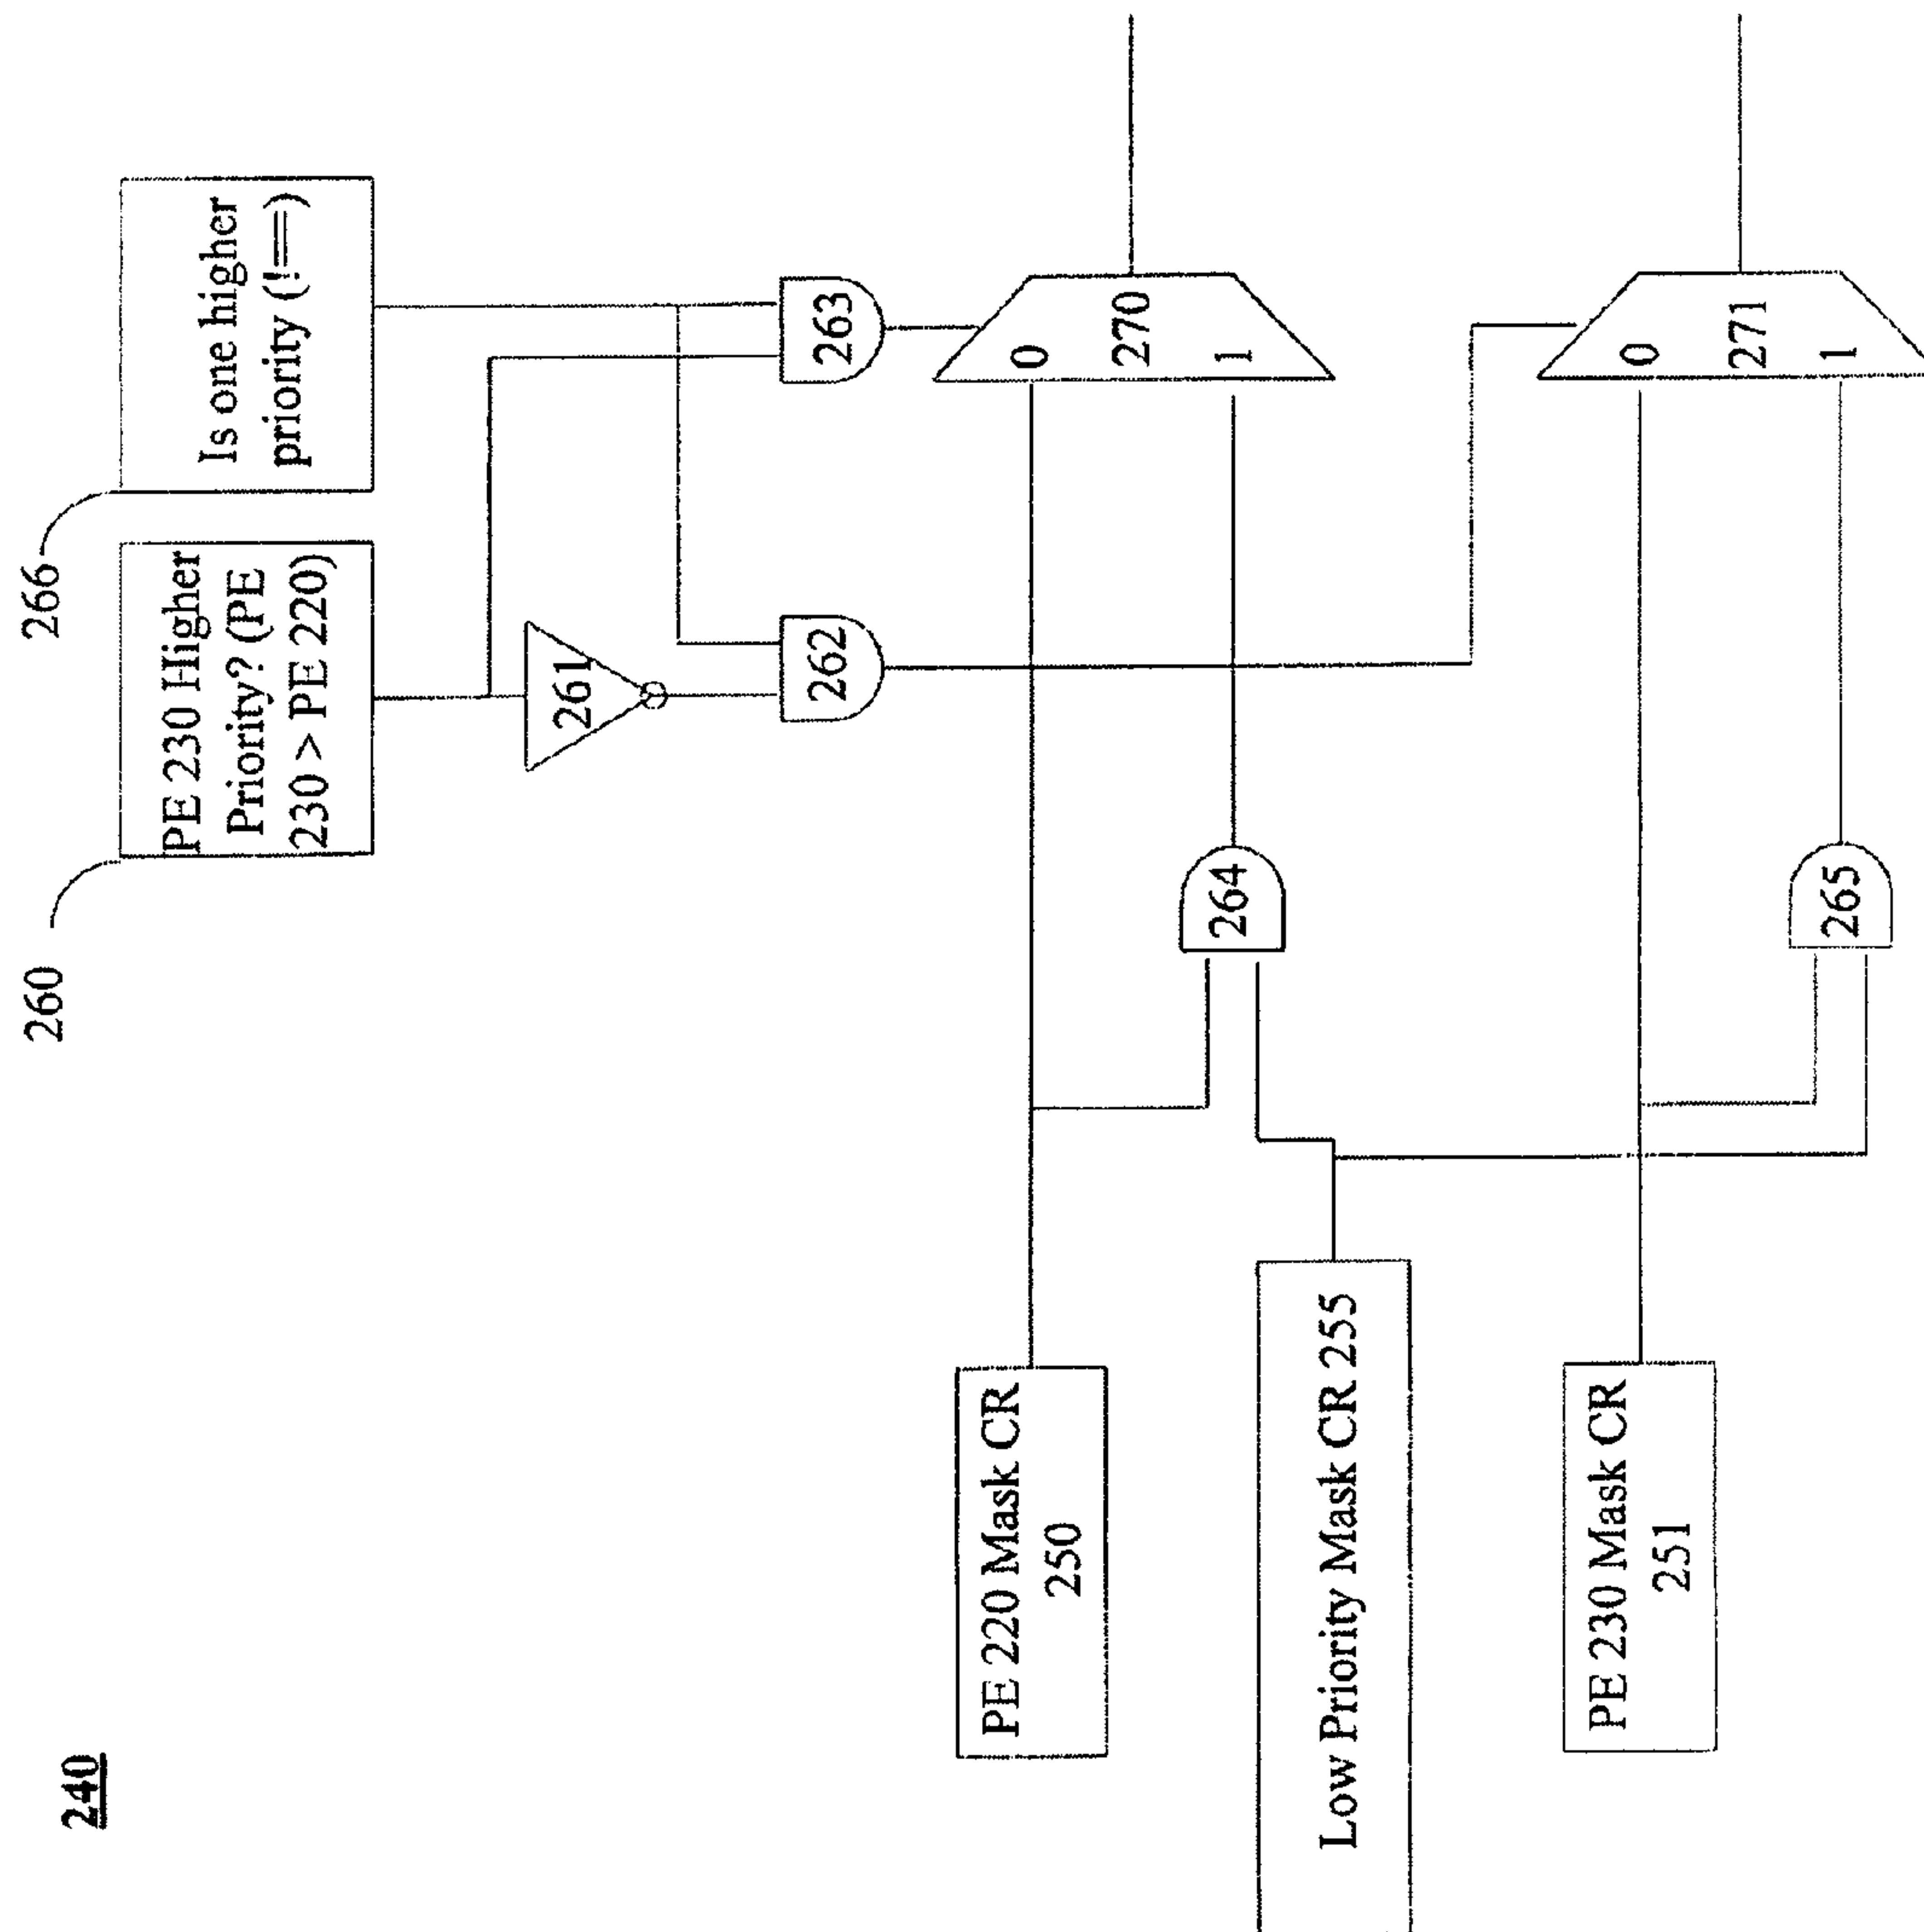 240
260
266
PE 230 Higher
Priority? (PE
230 > PE 220)
Is one higher
priority (!==)
261
262
263
PE 220 Mask CR
250
0
270
1
264
Low Priority Mask CR 255
PE 230 Mask CR
251
0
271
1
265